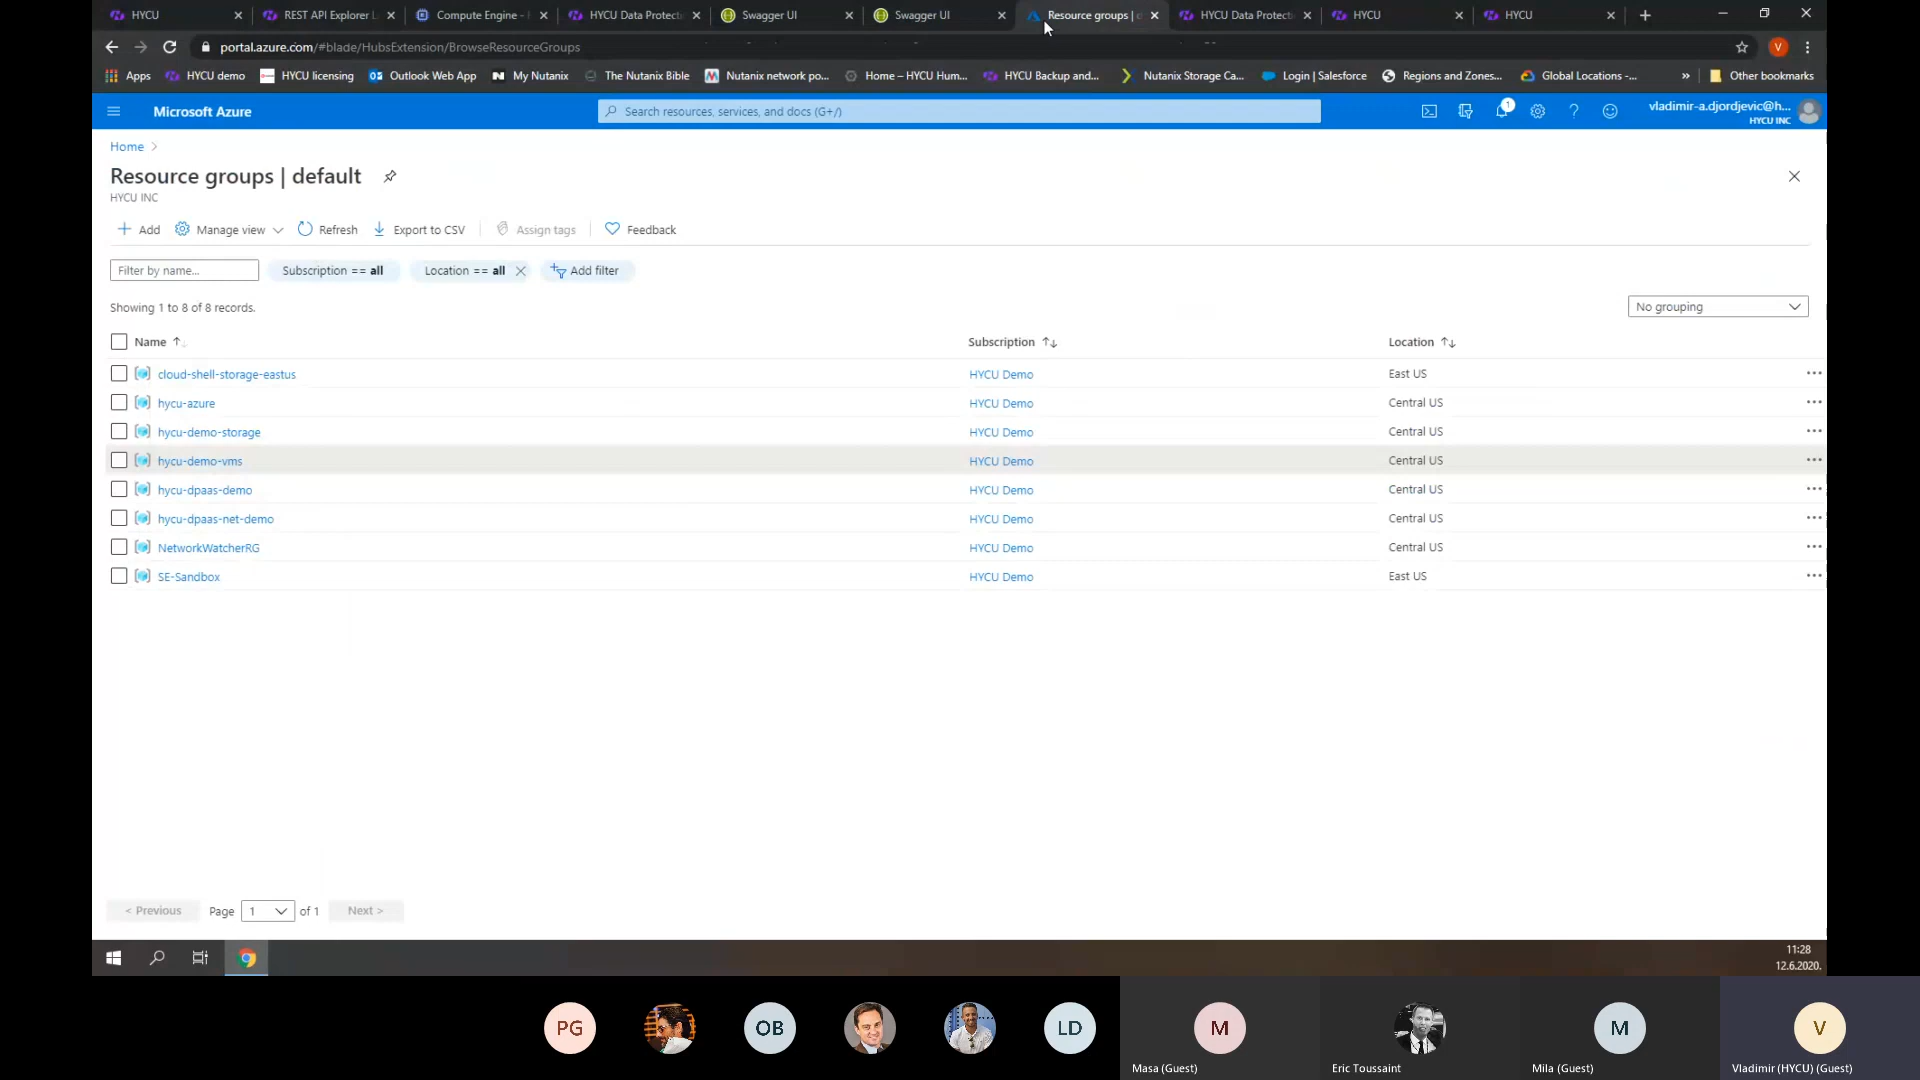 HYCU
REST API Explorer L
Compute Engine -
HYCU Data Protect
Swagger UI
Swagger UI
Resource groups | d
HYCU Data Protect
HYCU
HYCU
portal.azure.com/#blade/HubsExtension/BrowseResourceGroups
V
Apps
HYCU demo
HYCU licensing
Outlook Web App
My Nutanix
The Nutanix Bible
Nutanix network po...
Home – HYCU Hum...
HYCU Backup and...
Nutanix Storage Ca...
Login | Salesforce
Regions and Zones...
Global Locations -...
»
Other bookmarks
Microsoft Azure
Search resources, services, and docs (G+/)
1
vladimir-a.djordjevic@h...
HYCU INC
Home >
Resource groups | default
HYCU INC
Add
Manage view
Refresh
Export to CSV
Assign tags
Feedback
Filter by name...
Subscription == all
Location == all
Add filter
Showing 1 to 8 of 8 records.
No grouping
Name ↑↓ Subscription ↑↓ Location ↑↓
cloud-shell-storage-eastus HYCU Demo East US ...
hycu-azure HYCU Demo Central US ...
hycu-demo-storage HYCU Demo Central US ...
hycu-demo-vms HYCU Demo Central US ...
hycu-dpaas-demo HYCU Demo Central US ...
hycu-dpaas-net-demo HYCU Demo Central US ...
NetworkWatcherRG HYCU Demo Central US ...
SE-Sandbox HYCU Demo East US ...
< Previous Page 1 of 1 Next >
11:28
12.6.2020.
PG
OB
LD
M
M
V
Masa (Guest)
Eric Toussaint
Mila (Guest)
Vladimir (HYCU) (Guest)